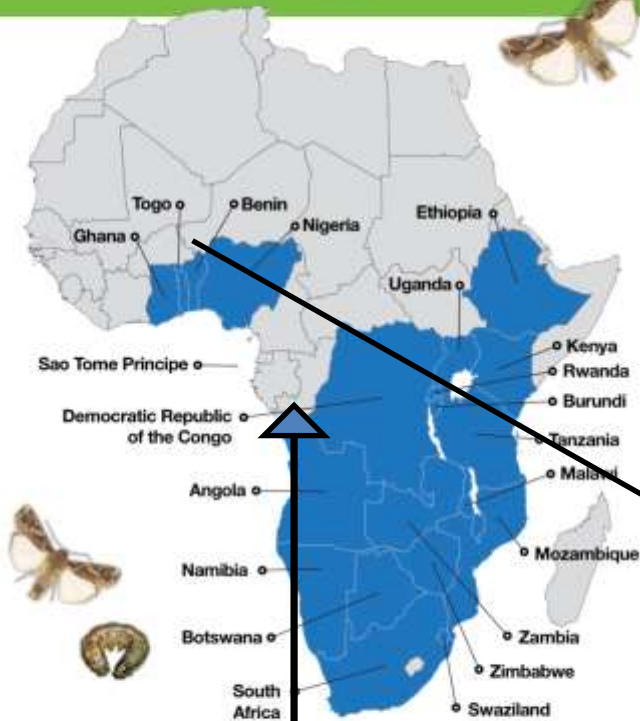 Togo
Benin
Ethiopia
Ghana
Nigeria
Uganda
Kenya
Sao Tome Principe
Rwanda
Democratic Republic
of the Congo
Burundi
Tanzania
Malawi
Angola
Mozambique
Namibia
Botswana
Zambia
Zimbabwe
South
Africa
Swaziland